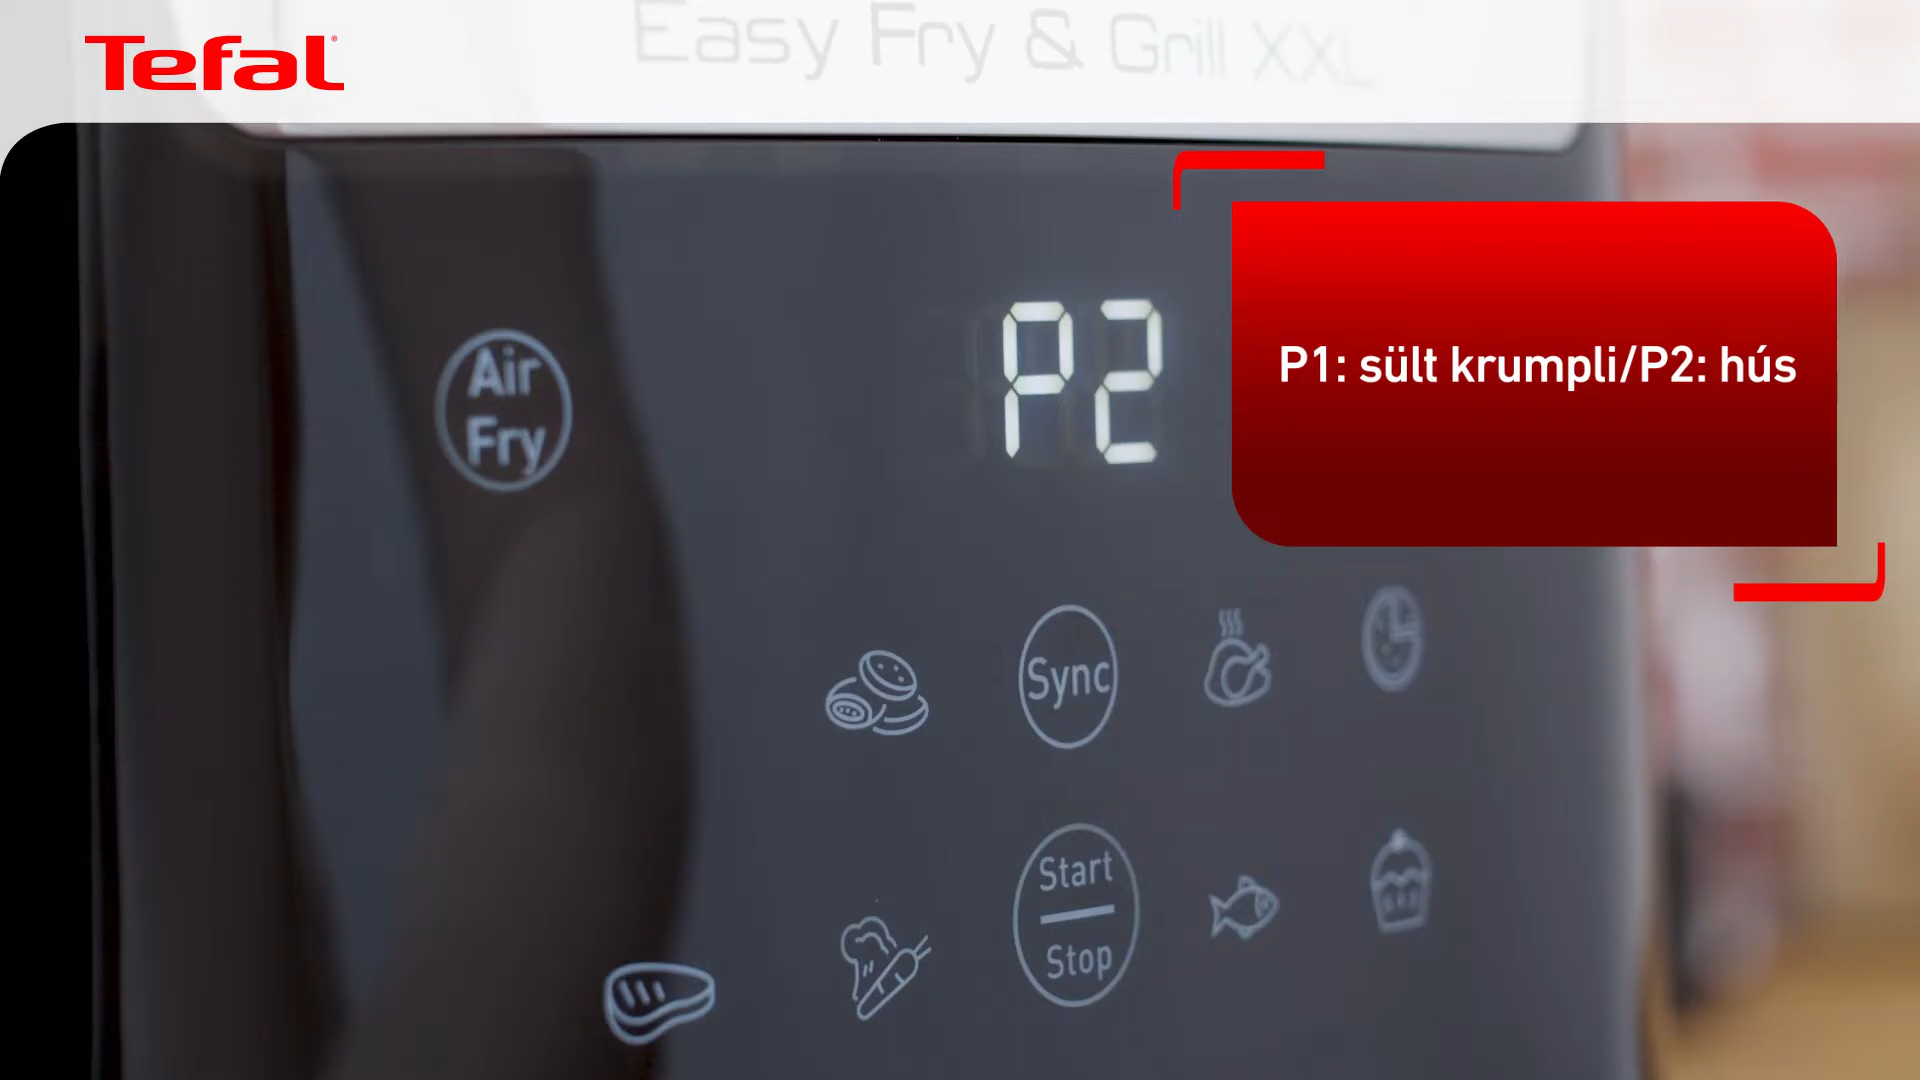 Easy Fry & Grill XXL
Tefal
P2
P1: sült krumpli/P2: hús
Air
Fry
Sync
Start
Stop